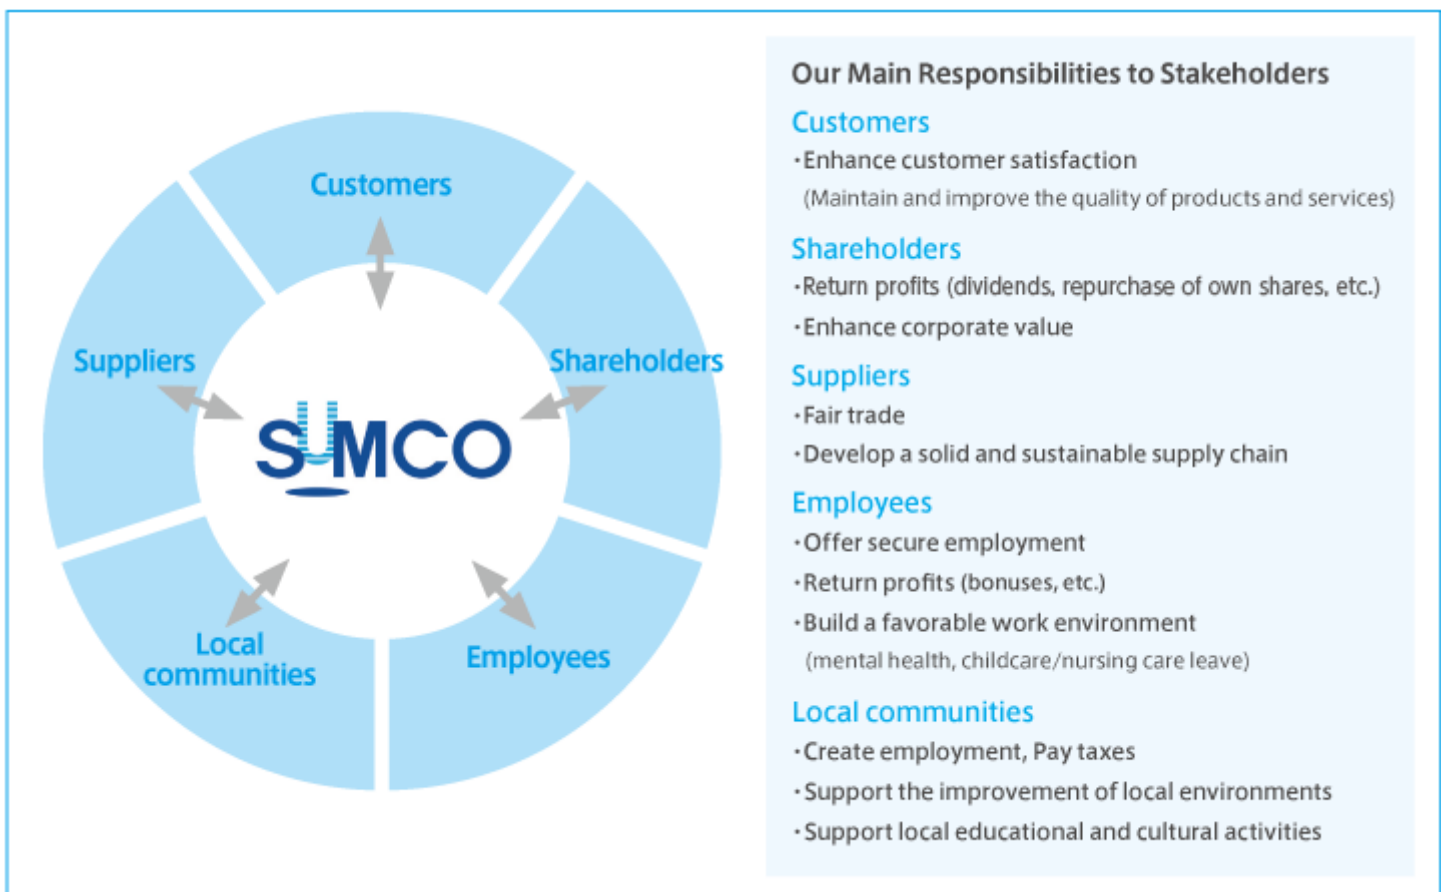 Customers
Suppliers
Shareholders
SUMCO
Local
communities
Employees
Our Main Responsibilities to Stakeholders
Customers
・Enhance customer satisfaction
(Maintain and improve the quality of products and services)
Shareholders
・Return profits (dividends, repurchase of own shares, etc.)
・Enhance corporate value
Suppliers
・Fair trade
・Develop a solid and sustainable supply chain
Employees
・Offer secure employment
・Return profits (bonuses, etc.)
・Build a favorable work environment
(mental health, childcare/nursing care leave)
Local communities
・Create employment, Pay taxes
・Support the improvement of local environments
・Support local educational and cultural activities